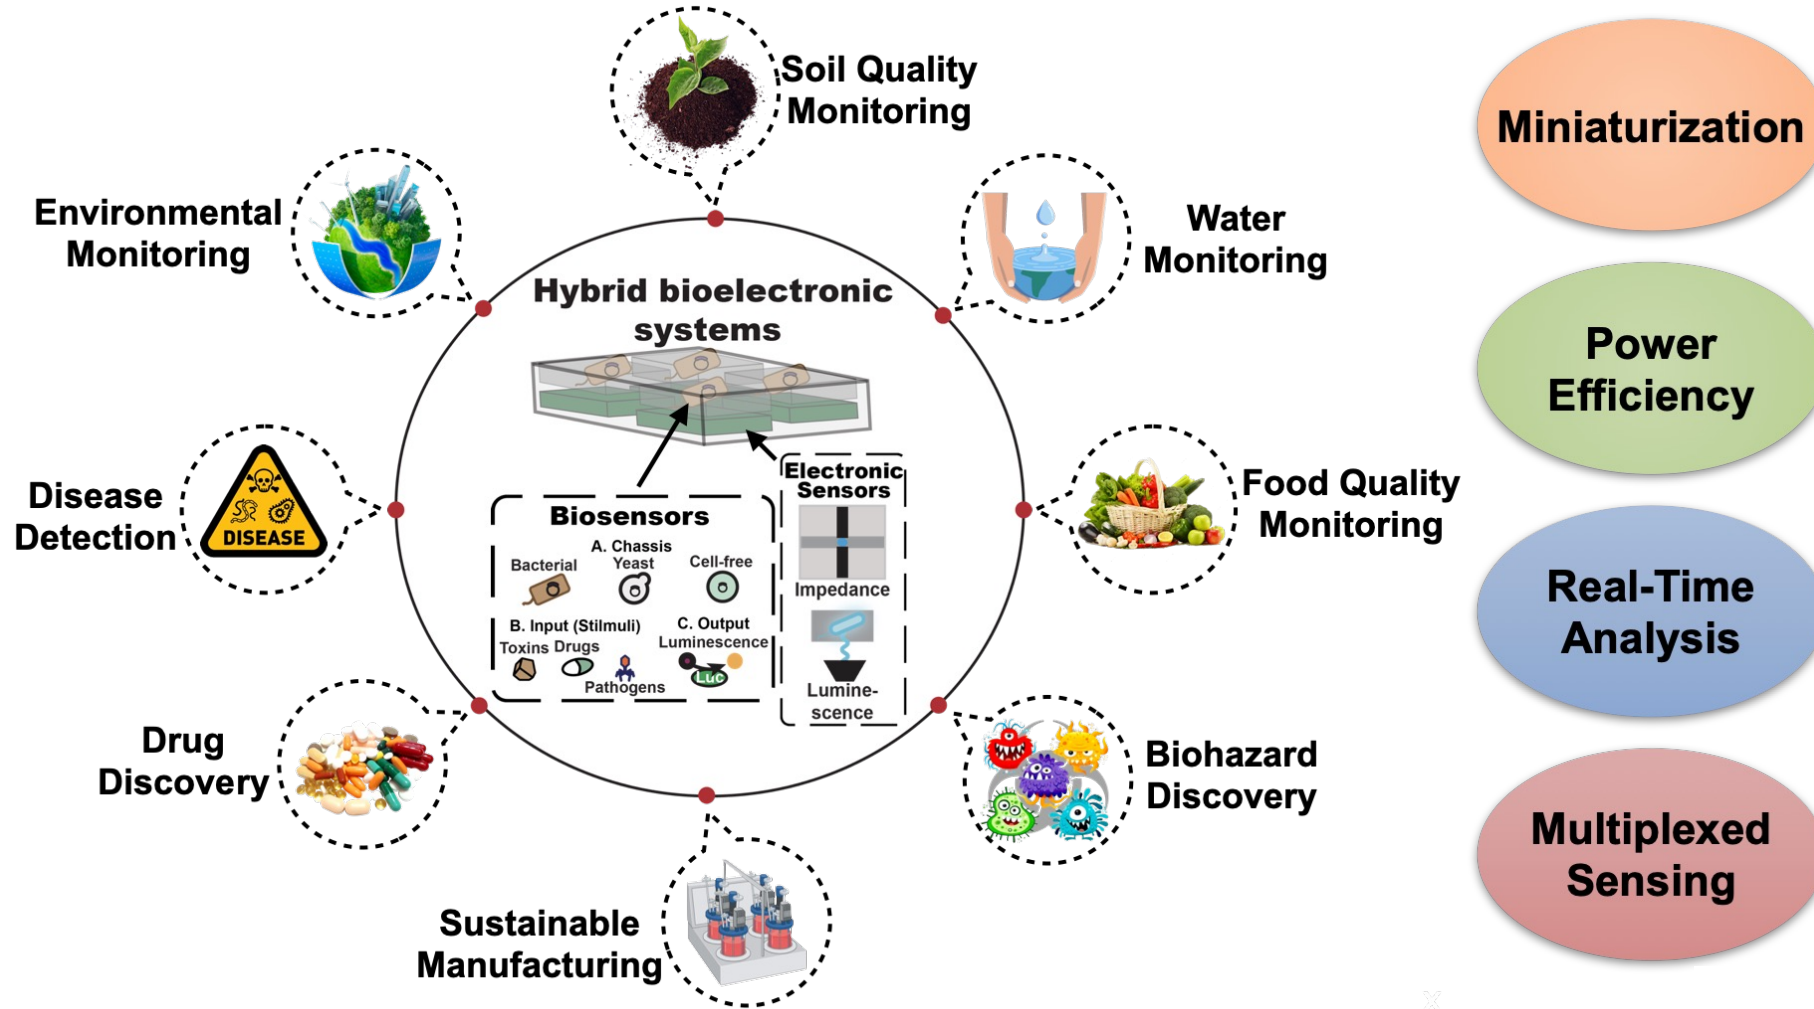 Soil Quality
Monitoring
Environmental
Monitoring
Water
Monitoring
Hybrid bioelectronic
systems
Disease
Detection
DISEASE
Food Quality
Monitoring
Biosensors
A. Chassis
Bacterial
Yeast
Cell-free
B. Input (Stilmuli)
Toxins
Drugs
Pathogens
C. Output
Luminescence
Luc
Electronic
Sensors
Impedance
Lumine-
scence
Drug
Discovery
Biohazard
Discovery
Sustainable
Manufacturing
Miniaturization
Power
Efficiency
Real-Time
Analysis
Multiplexed
Sensing
X